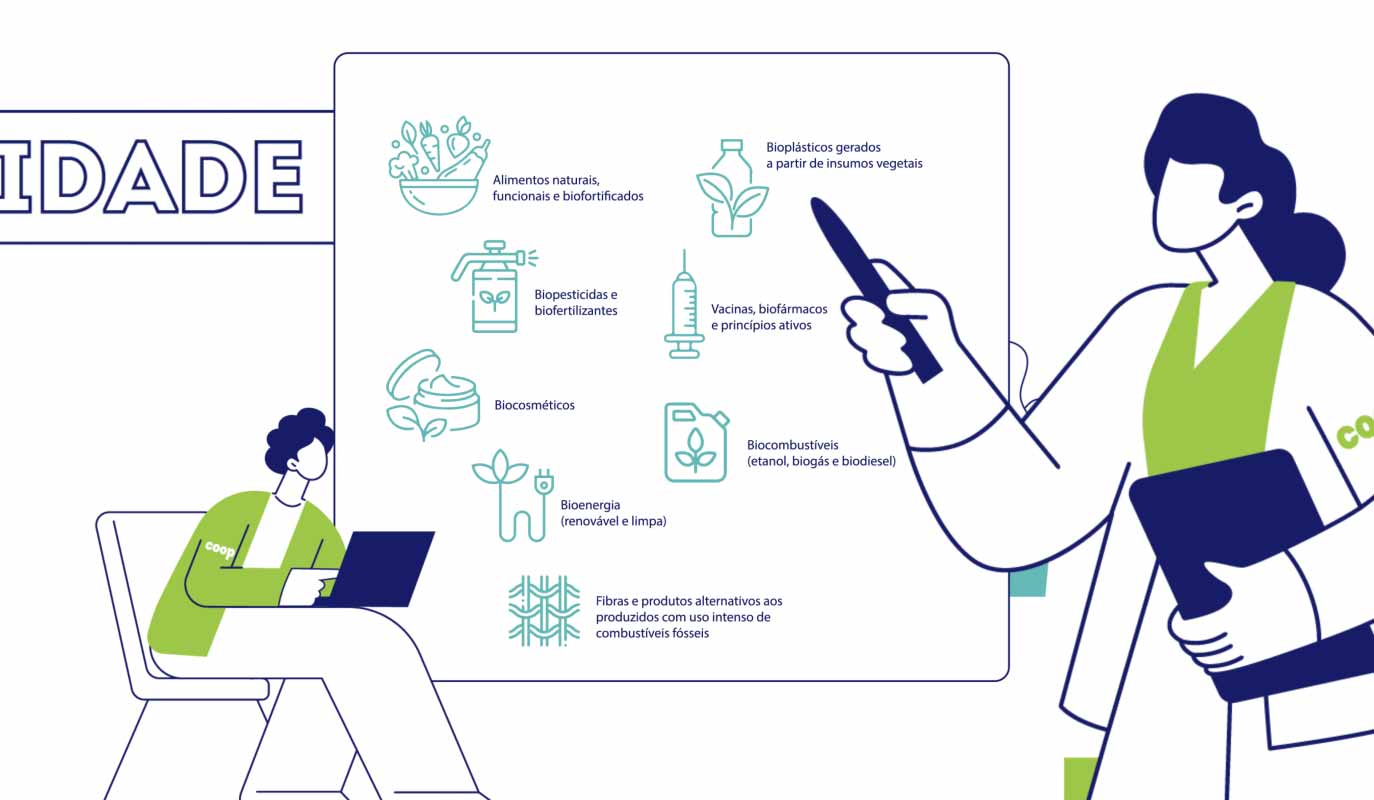 IDADE
Alimentos naturais,
funcionais e biofortificados
Bioplásticos gerados
a partir de insumos vegetais
Biopesticidas e
biofertilizantes
Vacinas, biofármacos
e princípios ativos
Biocosméticos
Biocombustíveis
(etanol, biogás e biodiesel)
Bioenergia
(renovável e limpa)
Fibras e produtos alternativos aos
produzidos com uso intenso de
combustíveis fósseis
coop
coo